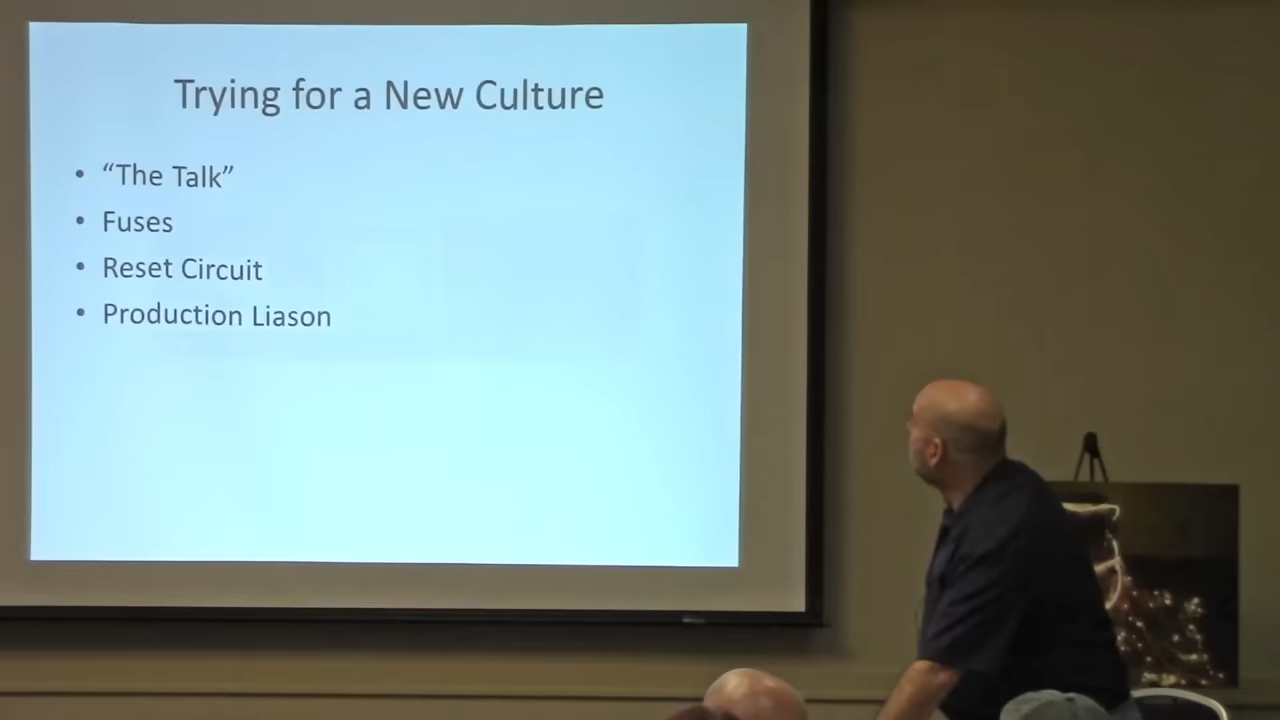 Trying for a New Culture
• “The Talk”
• Fuses
• Reset Circuit
• Production Liason